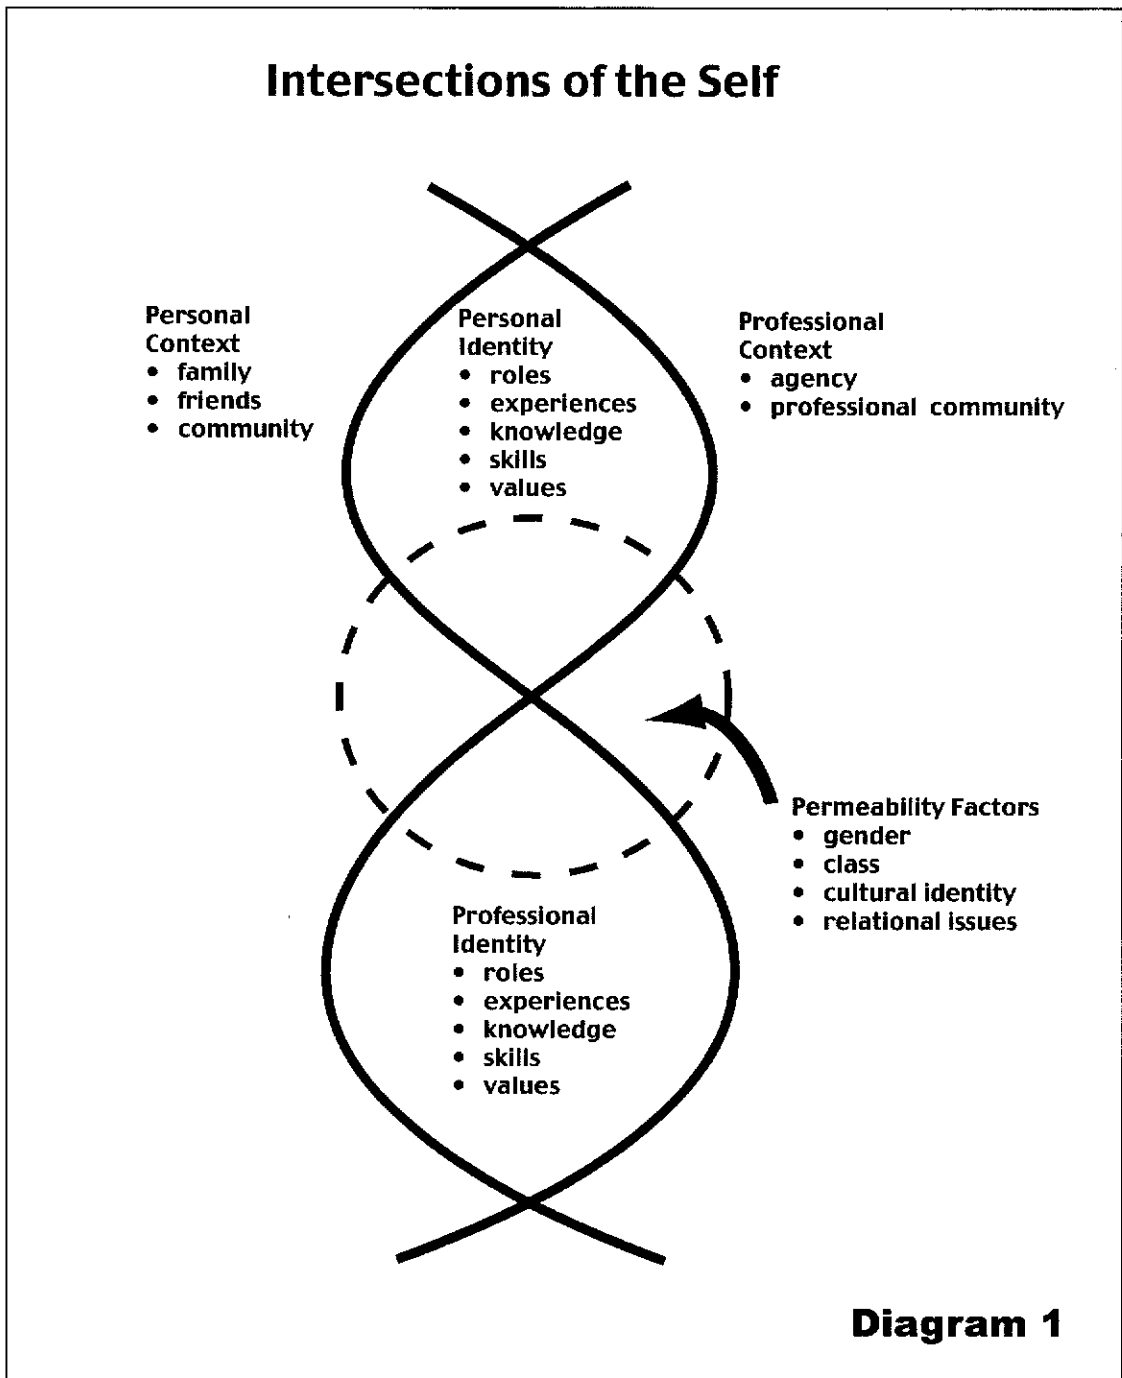 Intersections of the Self
Personal
Context
• family
• friends
• community
Personal
Identity
• roles
• experiences
• knowledge
• skills
• values
Professional
Context
• agency
• professional community
Permeability Factors
• gender
• class
• cultural identity
• relational issues
Professional
Identity
• roles
• experiences
• knowledge
• skills
• values
Diagram 1